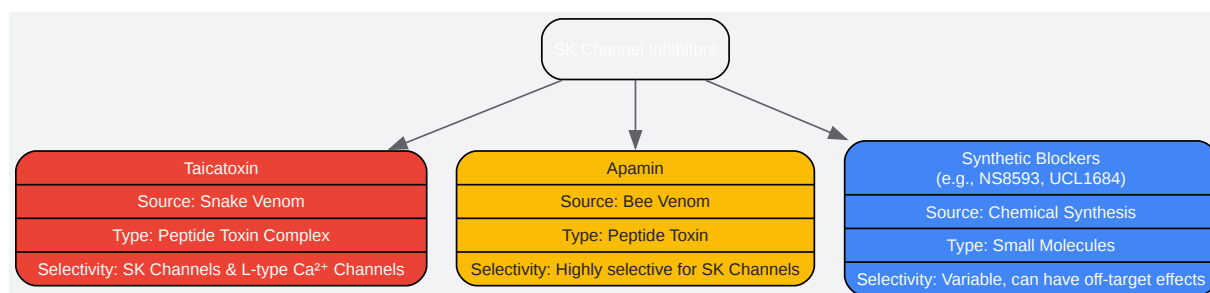 SK Channel Inhibitors
Taicatoxin
Source: Snake Venom
Type: Peptide Toxin Complex
Selectivity: SK Channels & L-type Ca²⁺ Channels
Apamin
Source: Bee Venom
Type: Peptide Toxin
Selectivity: Highly selective for SK Channels
Synthetic Blockers
(e.g., NS8593, UCL1684)
Source: Chemical Synthesis
Type: Small Molecules
Selectivity: Variable, can have off-target effects